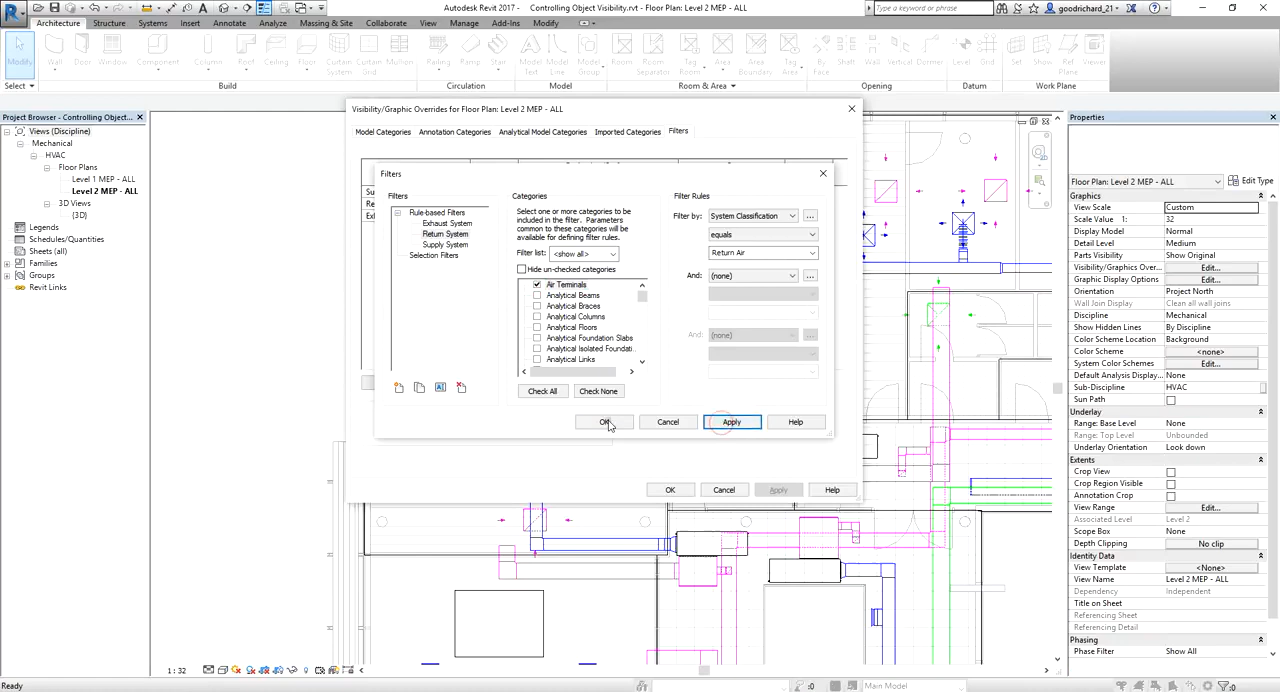 Autodesk Revit 2017 - Controlling Object Visibility.rvt - Floor Plan: Level 2 MEP - ALL
Type a keyword or phrase
goodrichard_21
Architecture Structure Systems Insert Annotate Analyze Massing & Site Collaborate View Manage Add-Ins Modify
Modify Wall Door Window Component Column Roof Ceiling Floor Curtain System Curtain Grid Mullion Railing Ramp Stair Model Text Model Line Model Group Room Room Separator Tag Room Area Area Boundary Tag Area By Face Shaft Wall Vertical Dormer Level Grid Set Show Ref Plane Viewer
Select Build Circulation Model Room & Area Opening Datum Work Plane
Project Browser - Controlling Object...
Views (Discipline)
Mechanical
HVAC
Floor Plans
Level 1 MEP - ALL
Level 2 MEP - ALL
3D Views
{3D}
Legends
Schedules/Quantities
Sheets (all)
Families
Groups
Revit Links
Visibility/Graphic Overrides for Floor Plan: Level 2 MEP - ALL
Model Categories Annotation Categories Analytical Model Categories Imported Categories Filters
Filters
Filters
Rule-based Filters
Exhaust System
Return System
Supply System
Selection Filters
Categories
Select one or more categories to be
included in the filter. Parameters
common to these categories will be
available for defining filter rules.
Filter list: <show all>
Hide un-checked categories
Air Terminals
Analytical Beams
Analytical Braces
Analytical Columns
Analytical Floors
Analytical Foundation Slabs
Analytical Isolated Foundati..
Analytical Links
Check All Check None
Filter Rules
Filter by: System Classification ...
equals
Return Air
And: (none) ...
And: (none) ...
OK Cancel Apply Help
OK Cancel Apply Help
Properties
Floor Plan: Level 2 MEP - ALL Edit Type
Graphics
View Scale Custom
Scale Value 1: 32
Display Model Normal
Detail Level Medium
Parts Visibility Show Original
Visibility/Graphics Over... Edit...
Graphic Display Options Edit...
Orientation Project North
Wall Join Display Clean all wall joins
Discipline Mechanical
Show Hidden Lines By Discipline
Color Scheme Location Background
Color Scheme <none>
System Color Schemes Edit...
Default Analysis Display... None
Sub-Discipline HVAC
Sun Path
Underlay
Range: Base Level None
Range: Top Level Unbounded
Underlay Orientation Look down
Extents
Crop View
Crop Region Visible
Annotation Crop
View Range Edit...
Associated Level Level 2
Scope Box None
Depth Clipping No clip
Identity Data
View Template <None>
View Name Level 2 MEP - ALL
Dependency Independent
Title on Sheet
Referencing Sheet
Referencing Detail
Phasing
Phase Filter Show All
1 : 32
Ready
:0 Main Model :0